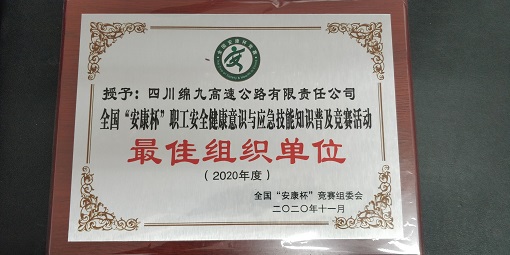 安
授予：四川绵九高速公路有限责任公司
全国“安康杯”职工安全健康意识与应急技能知识普及竞赛活动
最佳组织单位
（2020年度）
全国“安康杯”竞赛组委会
二〇二〇年十一月